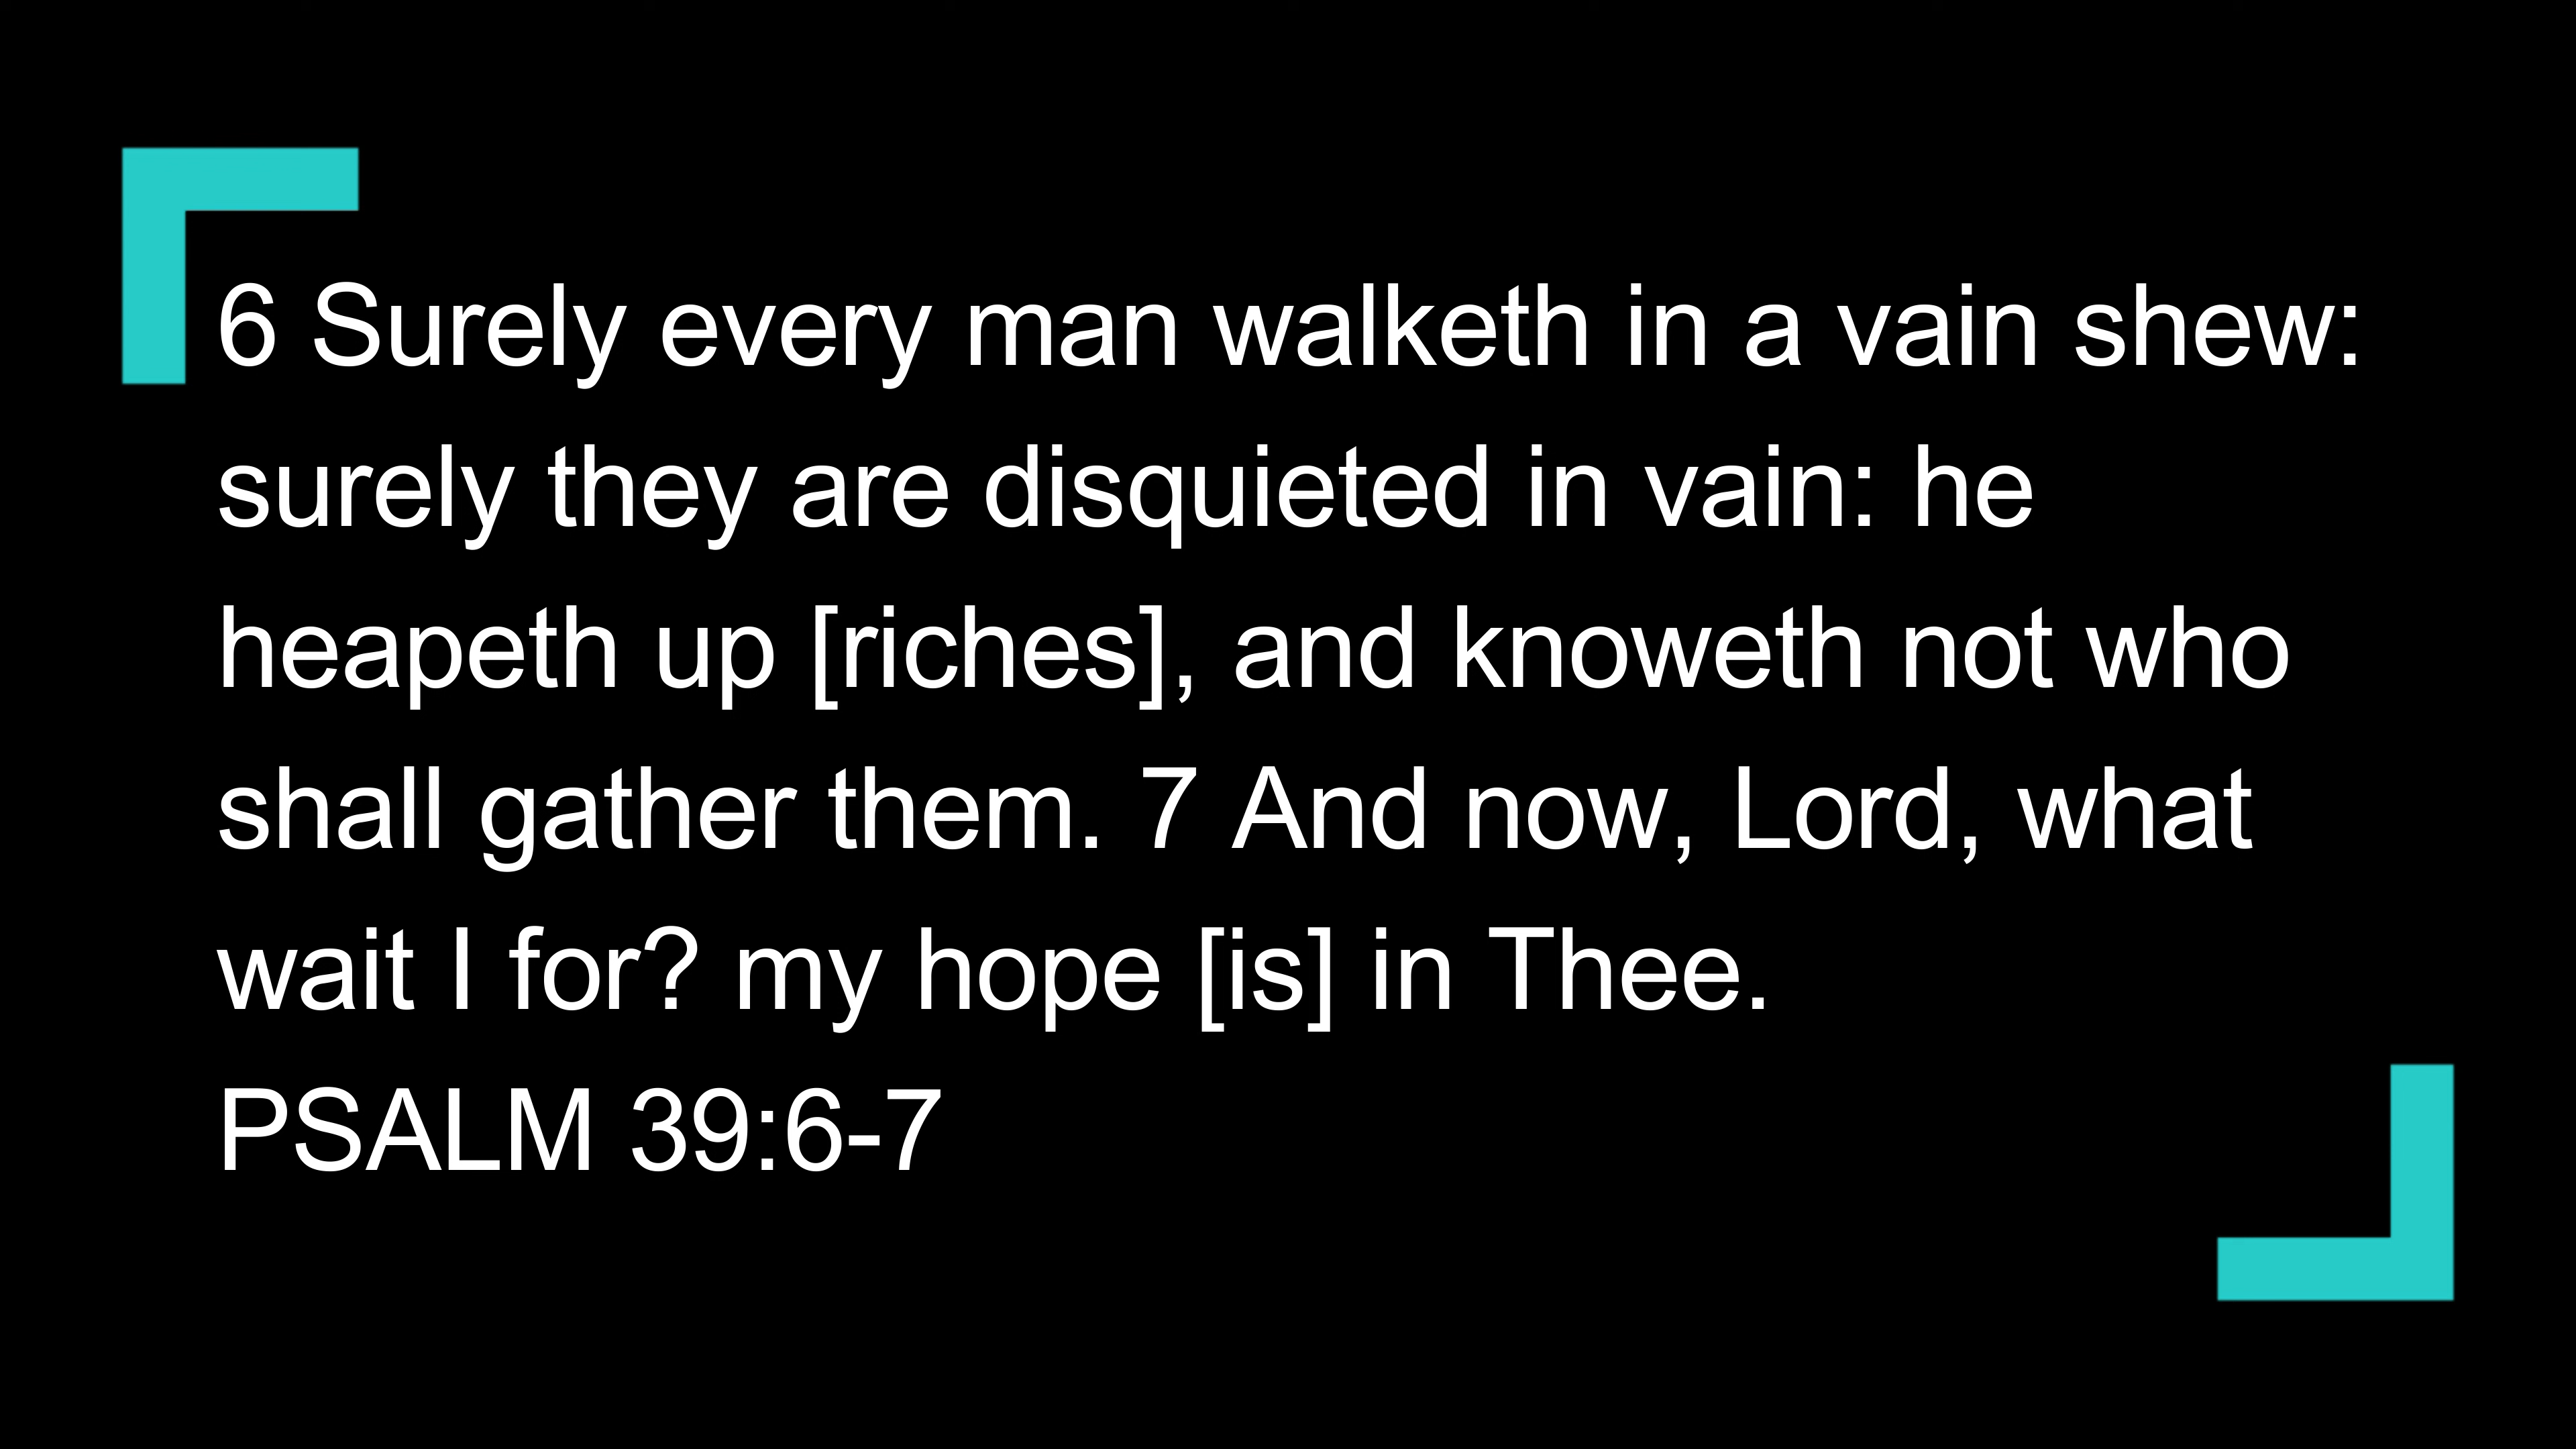 6 Surely every man walketh in a vain shew:
surely they are disquieted in vain: he
heapeth up [riches], and knoweth not who
shall gather them. 7 And now, Lord, what
wait I for? my hope [is] in Thee.
PSALM 39:6-7